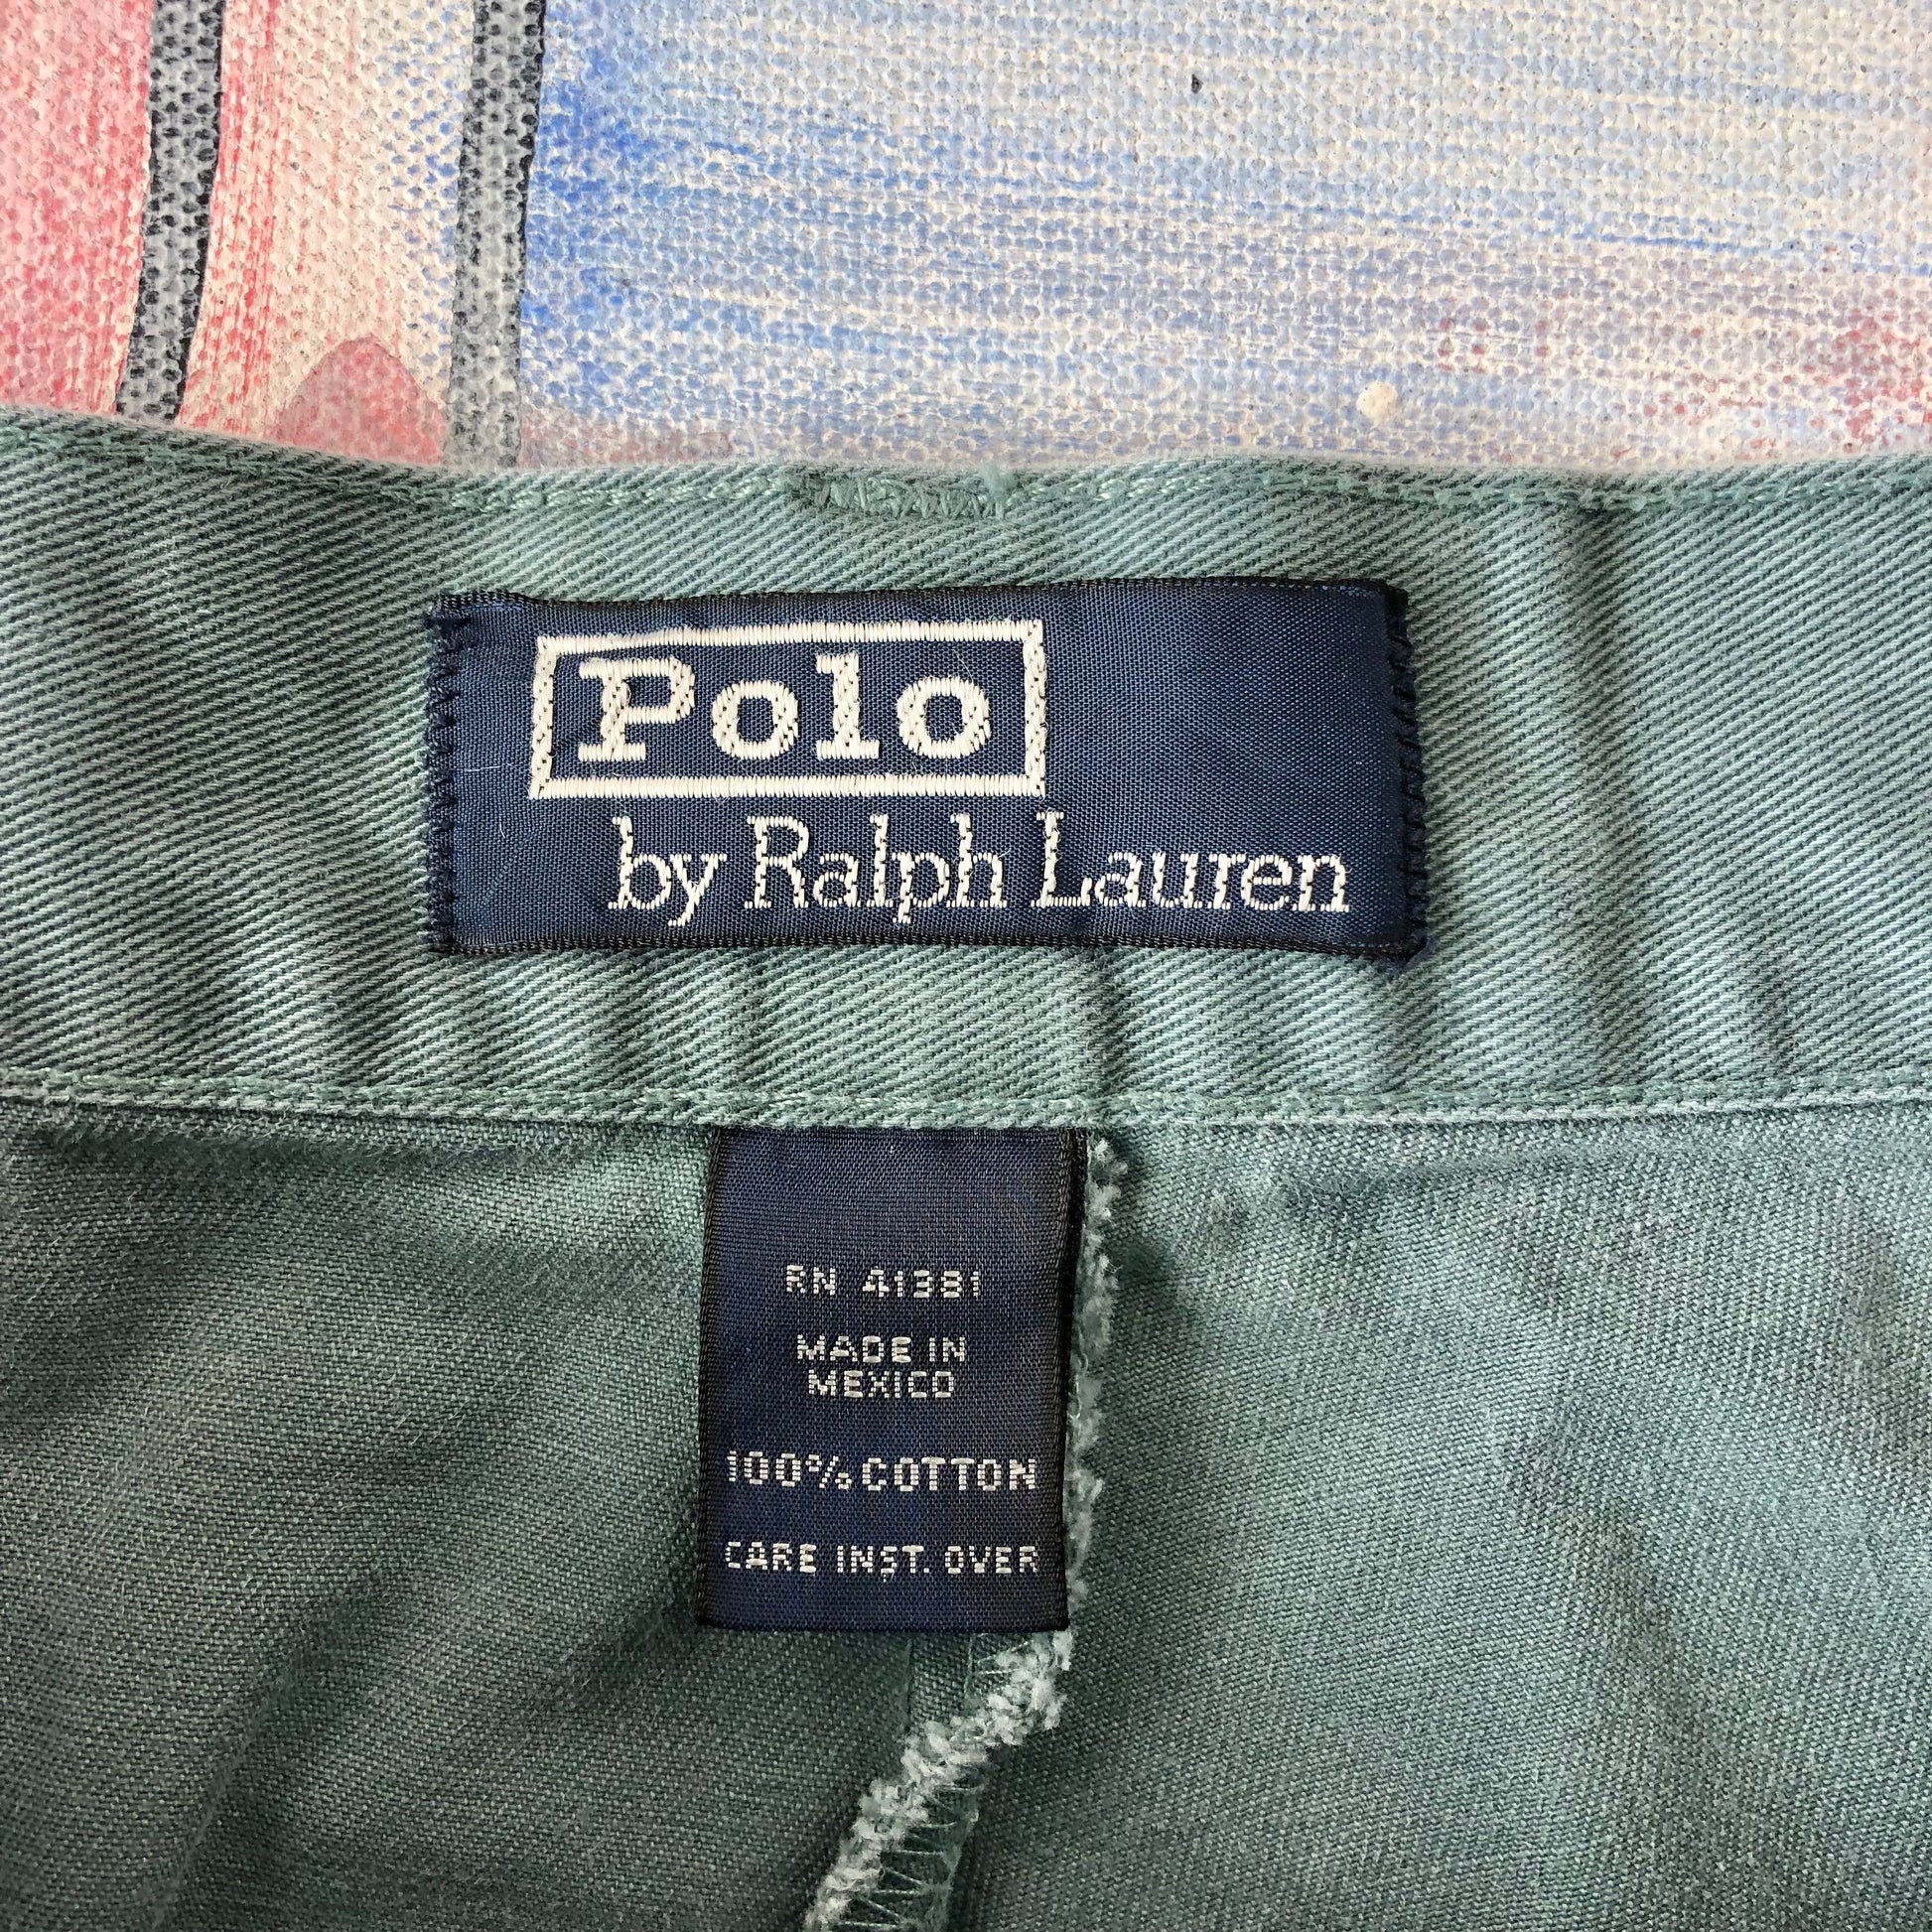 Polo
by Ralph Lauren
RN 41381
MADE IN
MEXICO
100% COTTON
CARE INST. OVER